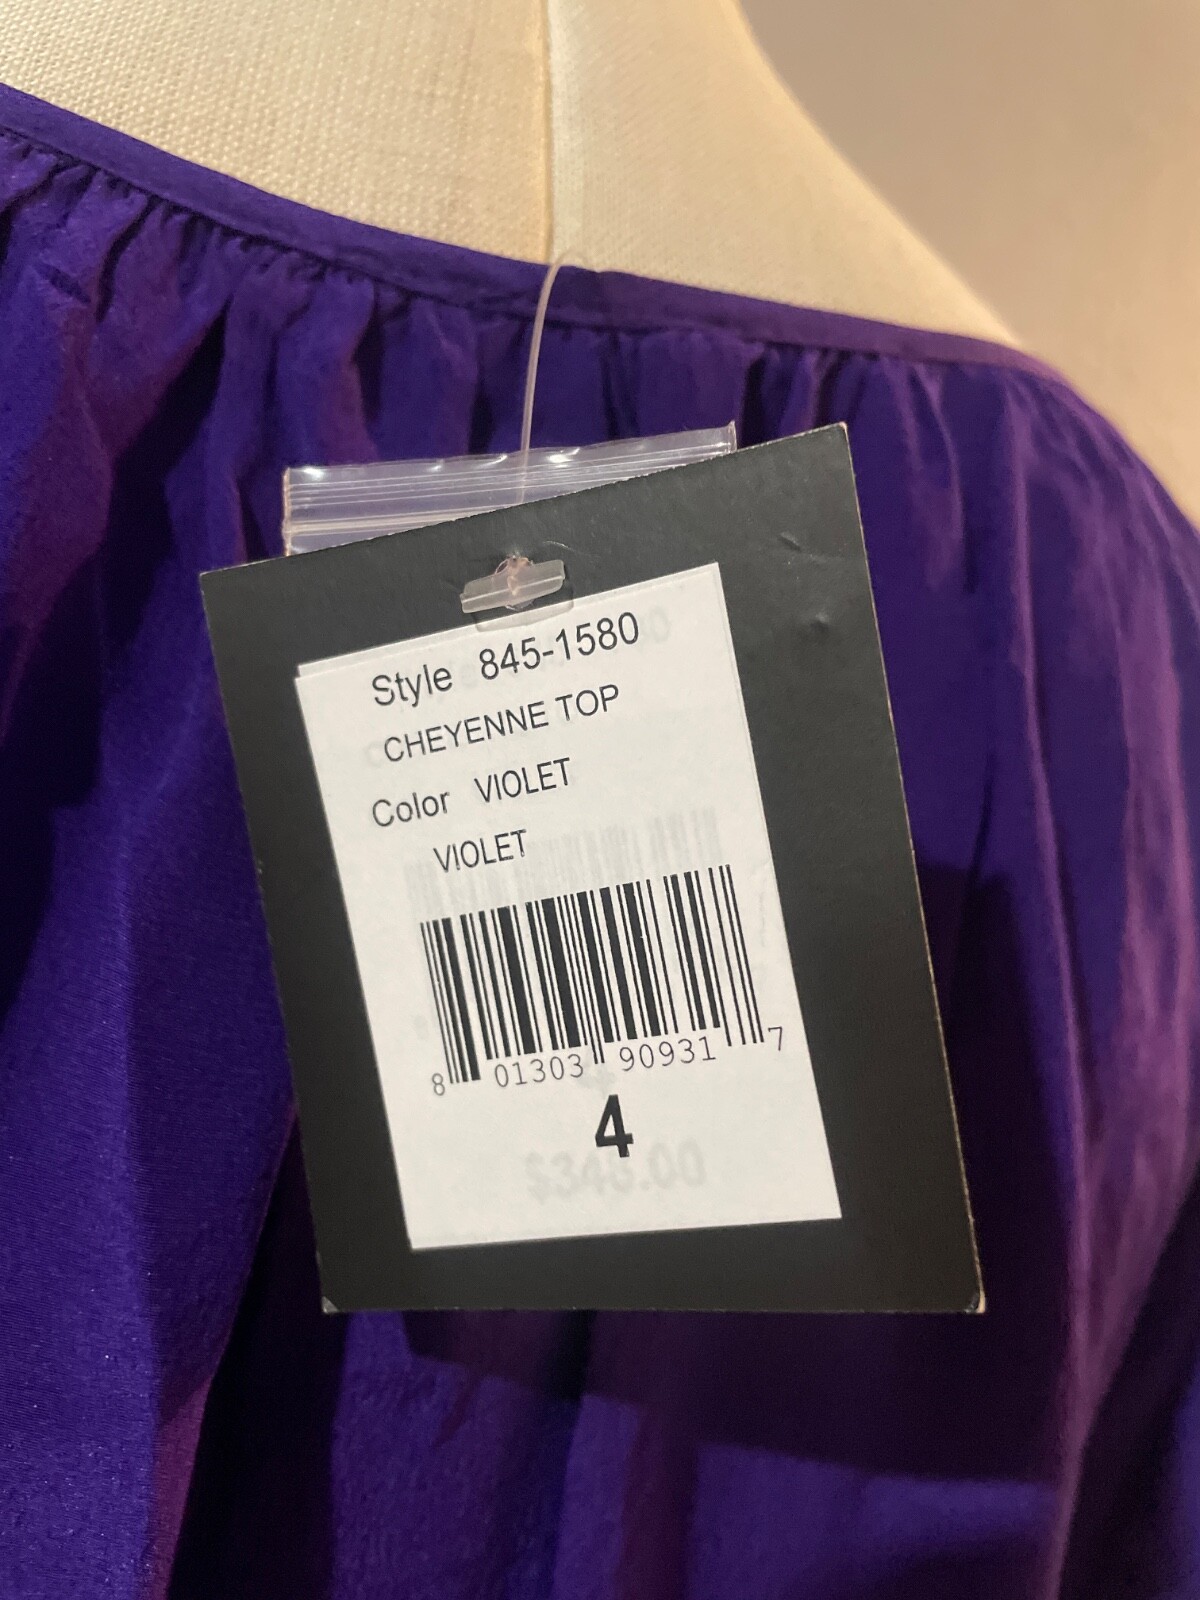 Style 845-1580
CHEYENNE TOP
Color VIOLET
VIOLET
8 01303 90931 7
4